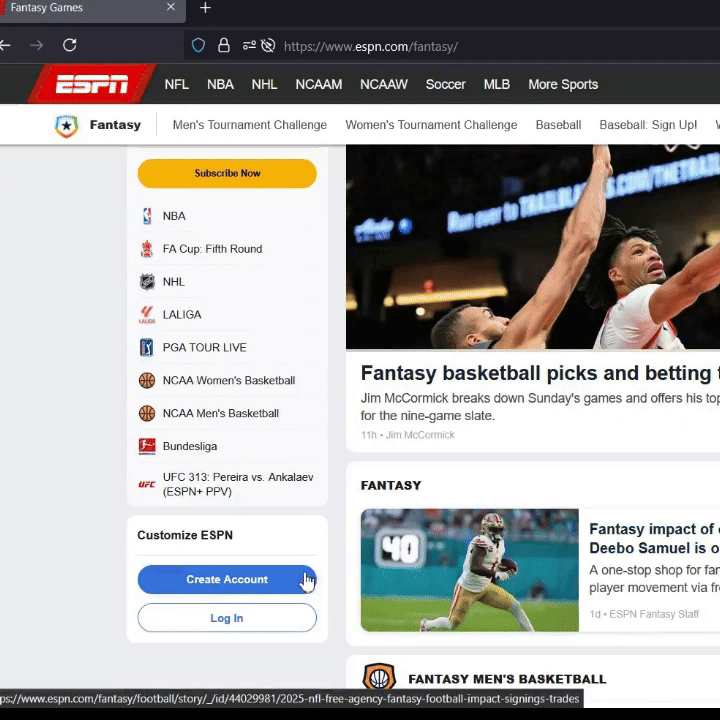 Fantasy Games
https://www.espn.com/fantasy/
ESPN
NFL NBA NHL NCAAM NCAAW Soccer MLB More Sports
Fantasy Men's Tournament Challenge Women's Tournament Challenge Baseball Baseball: Sign Up!
Subscribe Now
NBA
FA Cup: Fifth Round
NHL
LALIGA
PGA TOUR LIVE
NCAA Women's Basketball
NCAA Men's Basketball
Bundesliga
UFC
UFC 313: Pereira vs. Ankalaev
(ESPN+ PPV)
Customize ESPN
Create Account
Log In
Run over to
Fantasy basketball picks and betting
Jim McCormick breaks down Sunday's games and offers his top
for the nine-game slate.
11h • Jim McCormick
FANTASY
40
Fantasy impact of
Deebo Samuel is
A one-stop shop for
player movement via
1d • ESPN Fantasy Staff
FANTASY MEN'S BASKETBALL
ps://www.espn.com/fantasy/football/story/_/id/44029981/2025-nfl-free-agency-fantasy-football-impact-signings-trades